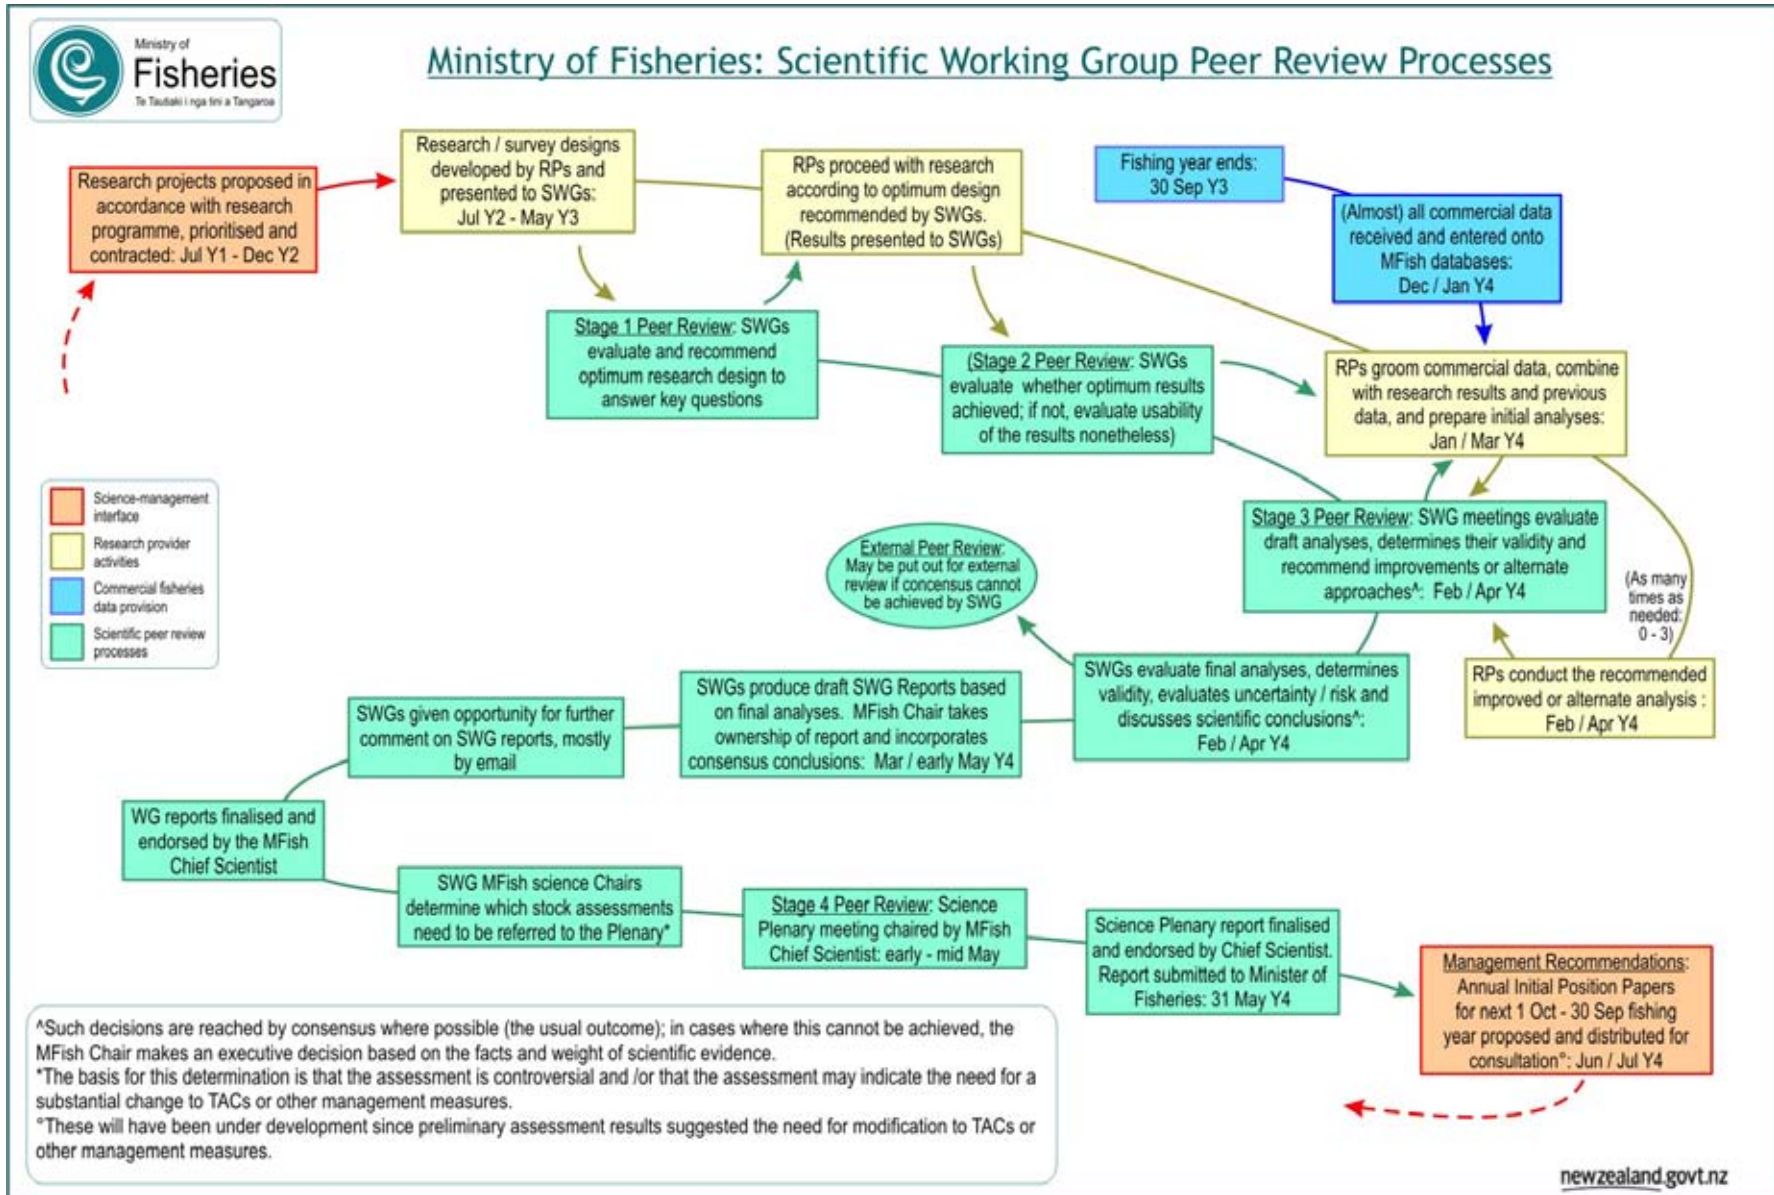 Ministry of
Fisheries
Te Tautiaki i nga tini a Tangaroa
Ministry of Fisheries: Scientific Working Group Peer Review Processes
Research projects proposed in
accordance with research
programme, prioritised and
contracted: Jul Y1 - Dec Y2
Research / survey designs
developed by RPs and
presented to SWGs:
Jul Y2 - May Y3
RPs proceed with research
according to optimum design
recommended by SWGs.
(Results presented to SWGs)
Fishing year ends:
30 Sep Y3
(Almost) all commercial data
received and entered onto
MFish databases:
Dec / Jan Y4
Stage 1 Peer Review: SWGs
evaluate and recommend
optimum research design to
answer key questions
(Stage 2 Peer Review: SWGs
evaluate whether optimum results
achieved; if not, evaluate usability
of the results nonetheless)
RPs groom commercial data, combine
with research results and previous
data, and prepare initial analyses:
Jan / Mar Y4
Science-management
interface
Research provider
activities
Commercial fisheries
data provision
Scientific peer review
processes
External Peer Review:
May be put out for external
review if concensus cannot
be achieved by SWG
Stage 3 Peer Review: SWG meetings evaluate
draft analyses, determines their validity and
recommend improvements or alternate
approaches^: Feb / Apr Y4
(As many
times as
needed:
0 - 3)
RPs conduct the recommended
improved or alternate analysis :
Feb / Apr Y4
SWGs evaluate final analyses, determines
validity, evaluates uncertainty / risk and
discusses scientific conclusions^:
Feb / Apr Y4
SWGs produce draft SWG Reports based
on final analyses. MFish Chair takes
ownership of report and incorporates
consensus conclusions: Mar / early May Y4
SWGs given opportunity for further
comment on SWG reports, mostly
by email
WG reports finalised and
endorsed by the MFish
Chief Scientist
SWG MFish science Chairs
determine which stock assessments
need to be referred to the Plenary*
Stage 4 Peer Review: Science
Plenary meeting chaired by MFish
Chief Scientist: early - mid May
Science Plenary report finalised
and endorsed by Chief Scientist.
Report submitted to Minister of
Fisheries: 31 May Y4
Management Recommendations:
Annual Initial Position Papers
for next 1 Oct - 30 Sep fishing
year proposed and distributed for
consultation°: Jun / Jul Y4
^Such decisions are reached by consensus where possible (the usual outcome); in cases where this cannot be achieved, the
MFish Chair makes an executive decision based on the facts and weight of scientific evidence.
*The basis for this determination is that the assessment is controversial and /or that the assessment may indicate the need for a
substantial change to TACs or other management measures.
°These will have been under development since preliminary assessment results suggested the need for modification to TACs or
other management measures.
newzealand.govt.nz